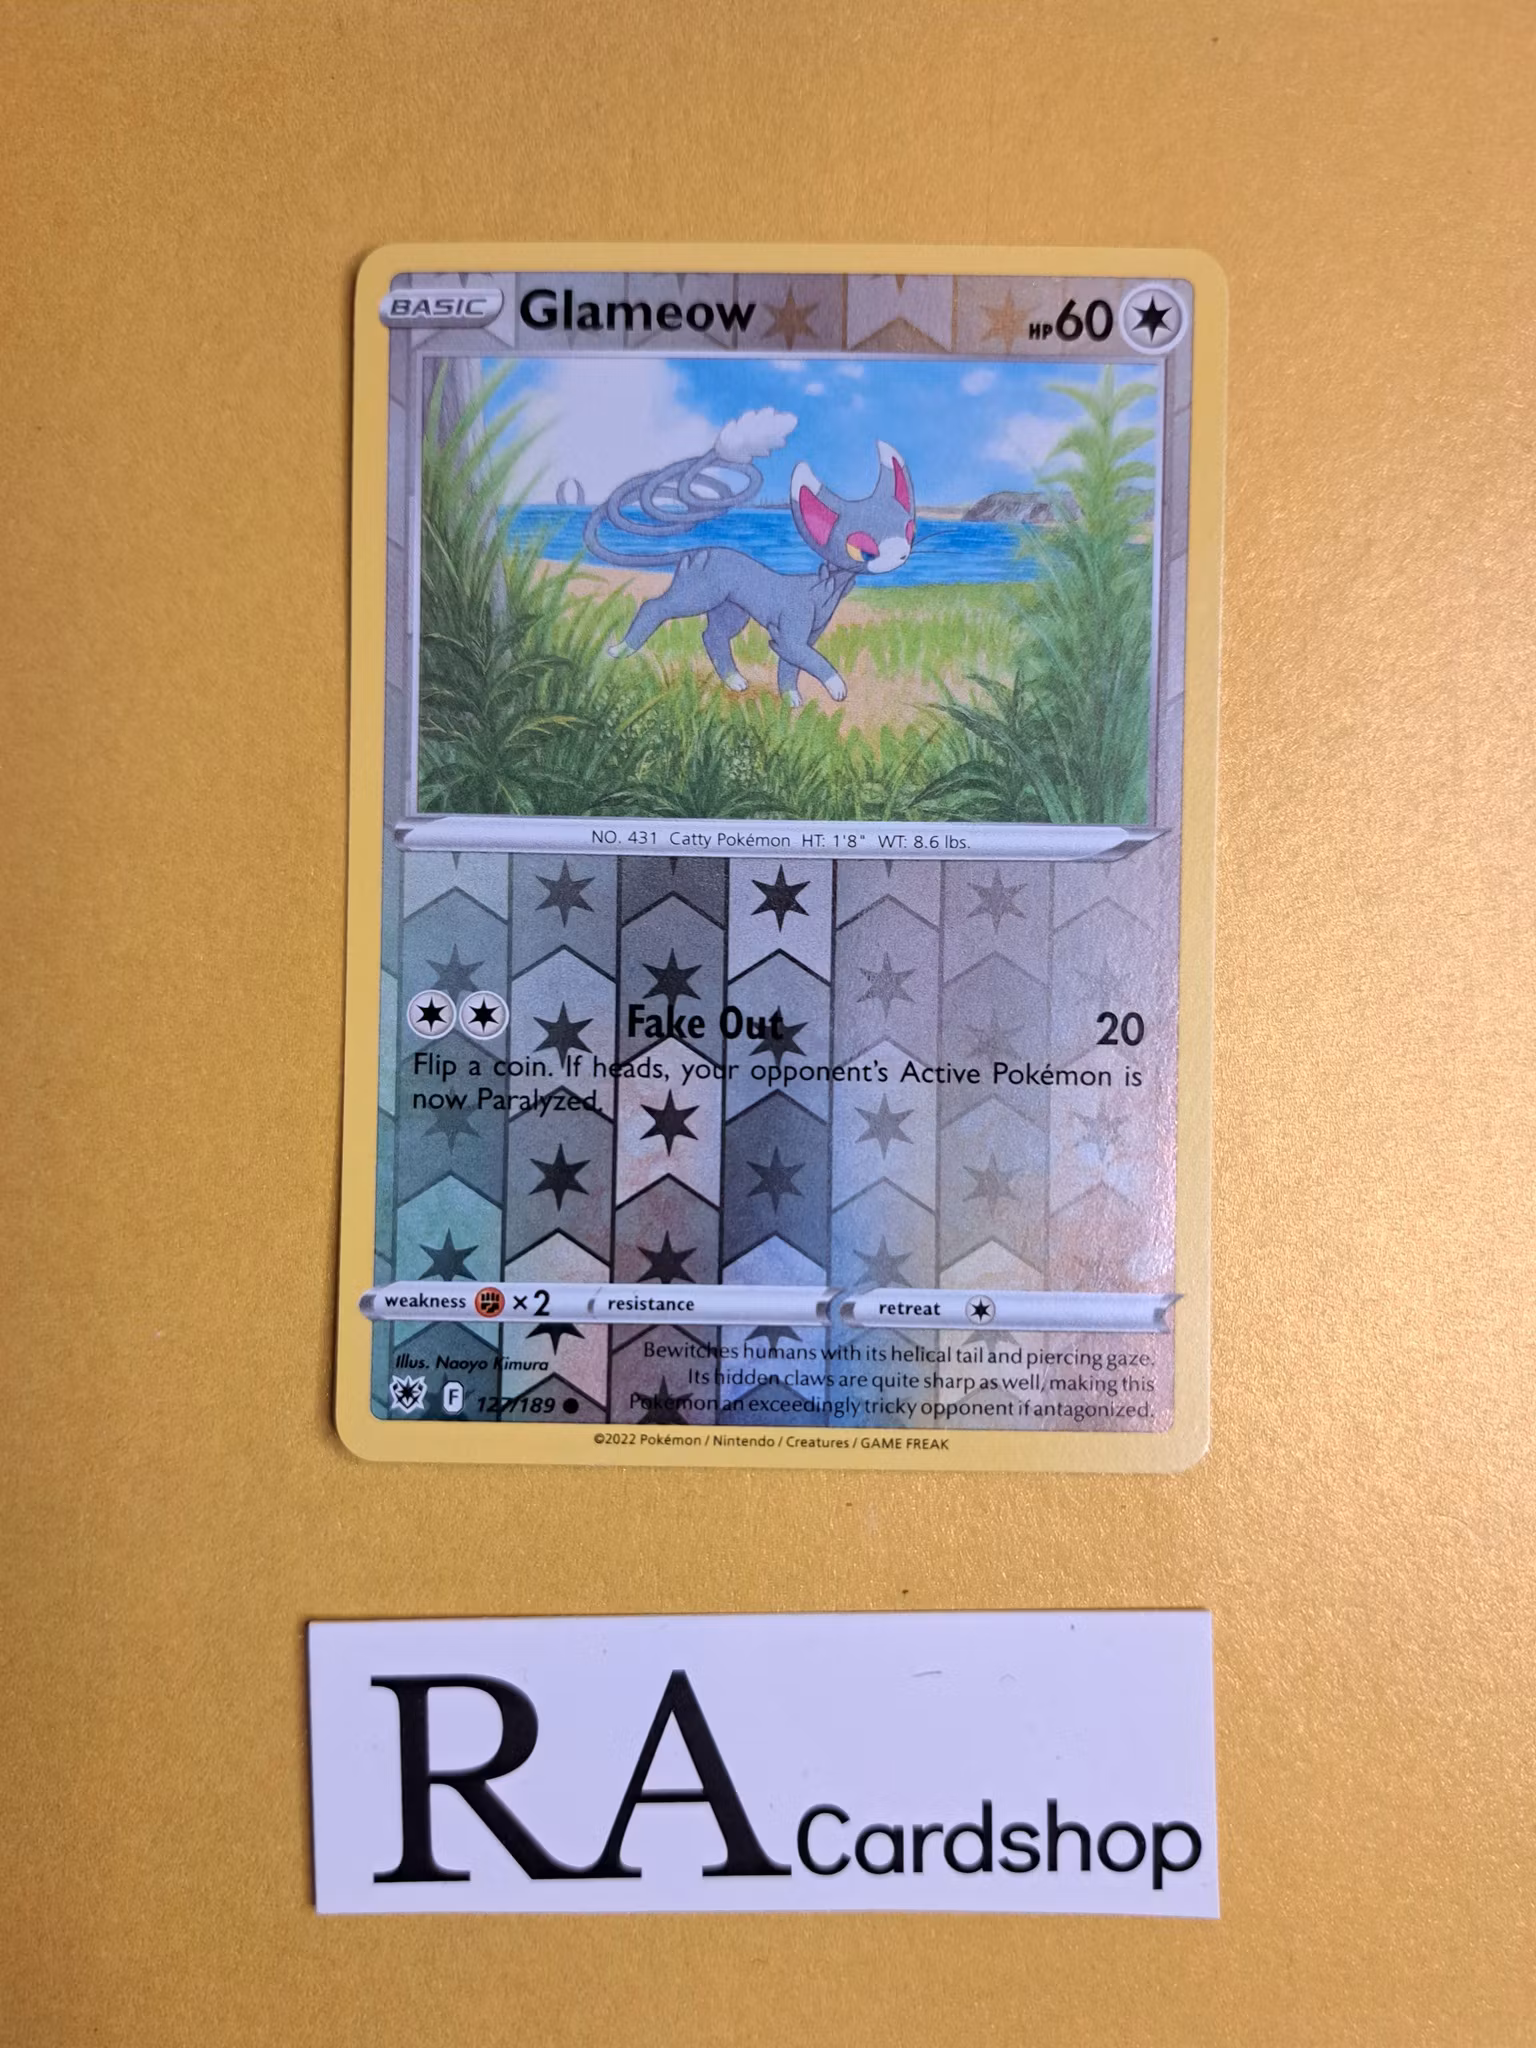 BASIC Glameow HP 60
NO. 431 Catty Pokémon HT: 1'8" WT: 8.6 lbs.
Fake Out 20
Flip a coin. If heads, your opponent's Active Pokémon is
now Paralyzed.
weakness ×2 resistance retreat
Illus. Naoyo Kimura
F 127/189
Bewitches humans with its helical tail and piercing gaze.
Its hidden claws are quite sharp as well, making this
Pokémon an exceedingly tricky opponent if antagonized.
©2022 Pokémon / Nintendo / Creatures / GAME FREAK
RA Cardshop